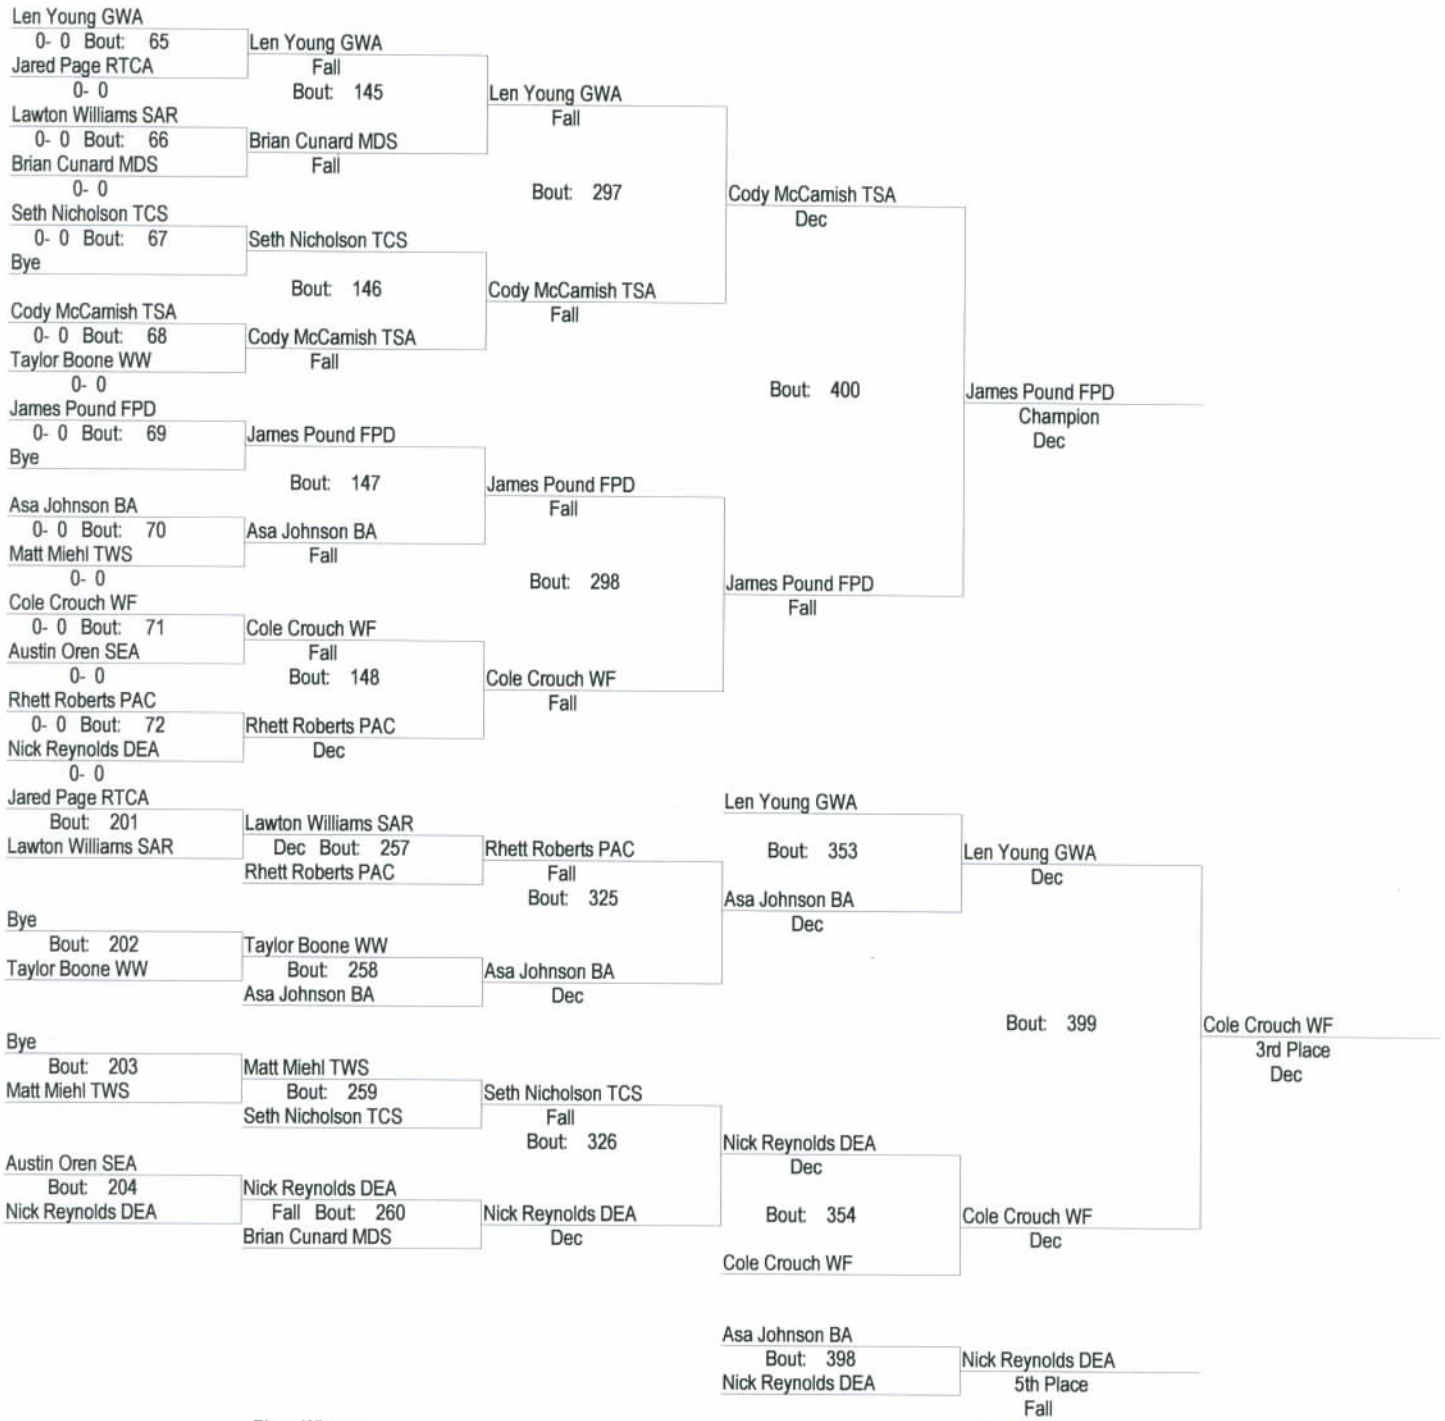 Len Young GWA
0- 0 Bout: 65
Jared Page RTCA
0- 0
Lawton Williams SAR
0- 0 Bout: 66
Brian Cunard MDS
0- 0
Seth Nicholson TCS
0- 0 Bout: 67
Bye
Cody McCamish TSA
0- 0 Bout: 68
Taylor Boone WW
0- 0
James Pound FPD
0- 0 Bout: 69
Bye
Asa Johnson BA
0- 0 Bout: 70
Matt Miehl TWS
0- 0
Cole Crouch WF
0- 0 Bout: 71
Austin Oren SEA
0- 0
Rhett Roberts PAC
0- 0 Bout: 72
Nick Reynolds DEA
0- 0
Len Young GWA
Fall
Bout: 145
Brian Cunard MDS
Fall
Seth Nicholson TCS
Bout: 146
Cody McCamish TSA
Fall
James Pound FPD
Bout: 147
Asa Johnson BA
Fall
Cole Crouch WF
Fall
Bout: 148
Rhett Roberts PAC
Dec
Len Young GWA
Fall
Bout: 297
Cody McCamish TSA
Fall
James Pound FPD
Fall
Bout: 298
Cole Crouch WF
Fall
Cody McCamish TSA
Dec
Bout: 400
James Pound FPD
Fall
James Pound FPD
Champion
Dec
Jared Page RTCA
Bout: 201
Lawton Williams SAR
Bye
Bout: 202
Taylor Boone WW
Bye
Bout: 203
Matt Miehl TWS
Austin Oren SEA
Bout: 204
Nick Reynolds DEA
Lawton Williams SAR
Dec Bout: 257
Rhett Roberts PAC
Taylor Boone WW
Bout: 258
Asa Johnson BA
Matt Miehl TWS
Bout: 259
Seth Nicholson TCS
Nick Reynolds DEA
Fall Bout: 260
Brian Cunard MDS
Rhett Roberts PAC
Fall
Bout: 325
Asa Johnson BA
Dec
Seth Nicholson TCS
Fall
Bout: 326
Nick Reynolds DEA
Dec
Len Young GWA
Bout: 353
Asa Johnson BA
Dec
Nick Reynolds DEA
Dec
Bout: 354
Cole Crouch WF
Len Young GWA
Dec
Bout: 399
Cole Crouch WF
Dec
Cole Crouch WF
3rd Place
Dec
Asa Johnson BA
Bout: 398
Nick Reynolds DEA
Nick Reynolds DEA
5th Place
Fall